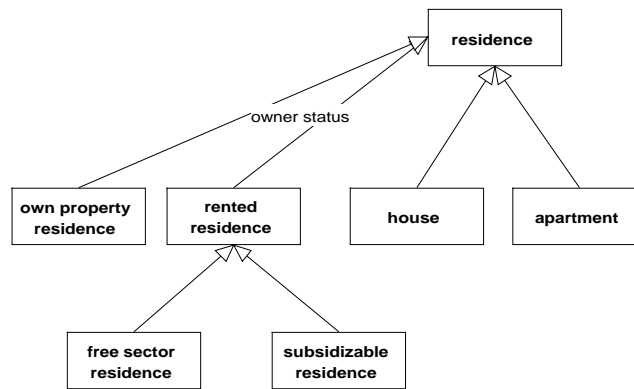 residence
owner status
own property
residence
rented
residence
house
apartment
free sector
residence
subsidizable
residence